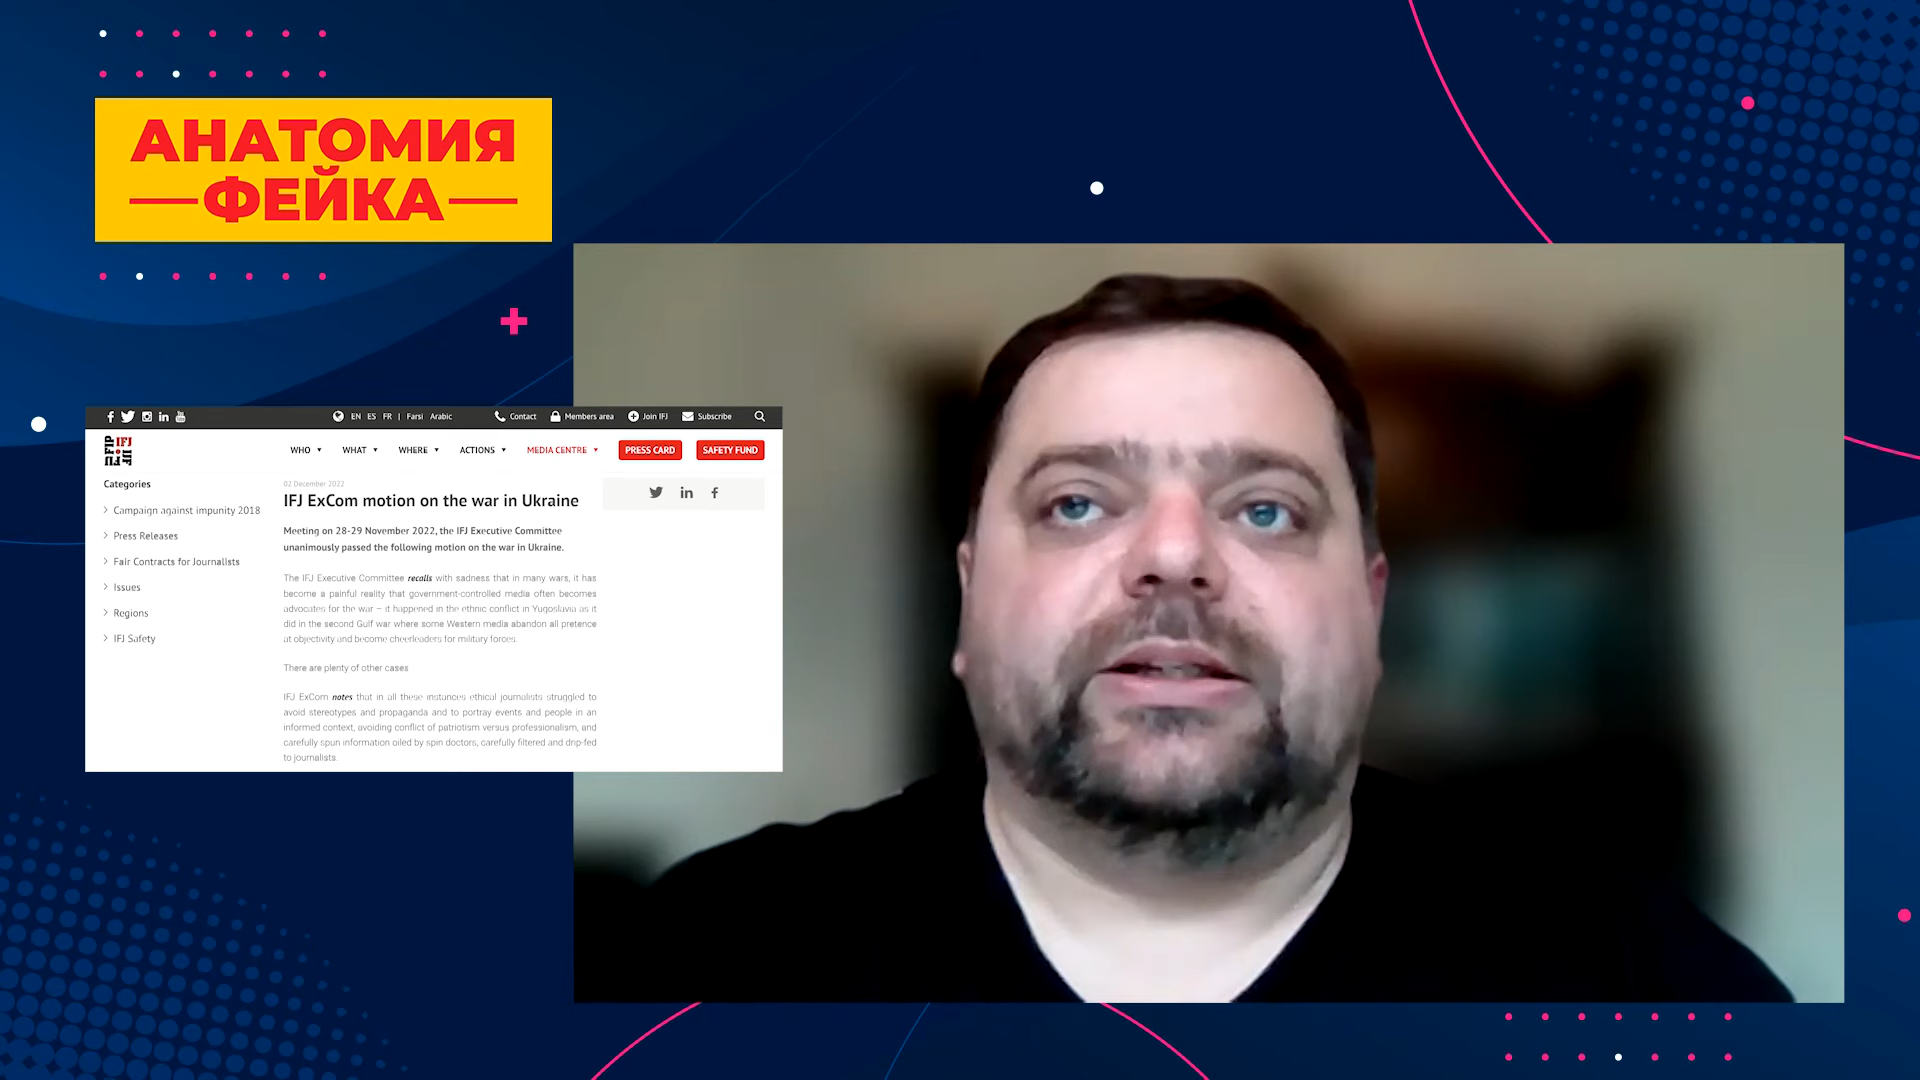 АНАТОМИЯ
ФЕЙКА
EN ES FR | Farsi Arabic Contact Members area Join IFJ Subscribe
IFJ
WHO WHAT WHERE ACTIONS MEDIA CENTRE PRESS CARD SAFETY FUND
Categories
Campaign against impunity 2018
Press Releases
Fair Contracts for Journalists
Issues
Regions
IFJ Safety
02 December 2022
IFJ ExCom motion on the war in Ukraine
Meeting on 28-29 November 2022, the IFJ Executive Committee
unanimously passed the following motion on the war in Ukraine.
The IFJ Executive Committee recalls with sadness that in many wars, it has
become a painful reality that government-controlled media often becomes
advocates for the war – it happened in the ethnic conflict in Yugoslavia as it
did in the second Gulf war where some Western media abandon all pretence
at objectivity and become cheerleaders for military forces.
There are plenty of other cases
IFJ ExCom notes that in all these instances ethical journalists struggled to
avoid stereotypes and propaganda and to portray events and people in an
informed context, avoiding conflict of patriotism versus professionalism, and
carefully spun information oiled by spin doctors, carefully filtered and drip-fed
to journalists.